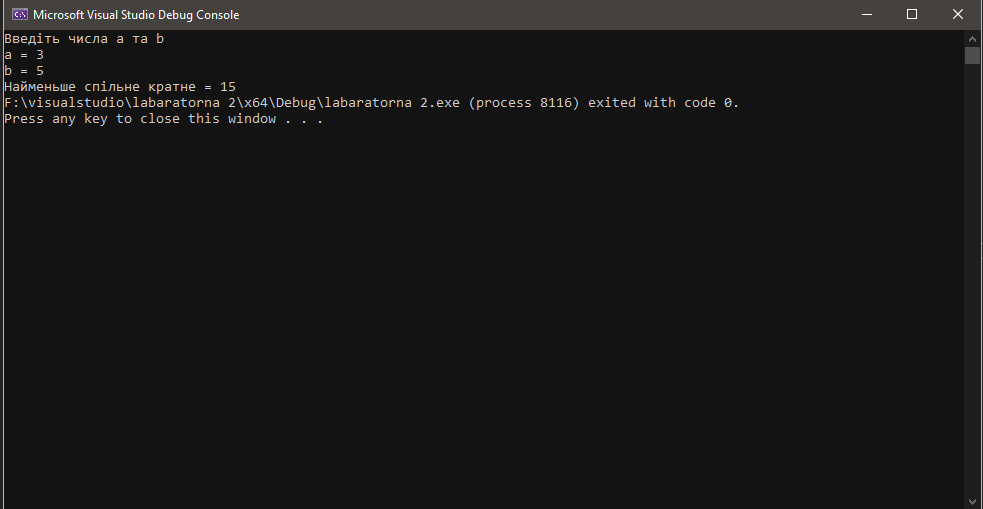 Microsoft Visual Studio Debug Console
Введіть числа a та b
a = 3
b = 5
Найменьше спільне кратне = 15
F:\visualstudio\labaratorna 2\x64\Debug\labaratorna 2.exe (process 8116) exited with code 0.
Press any key to close this window . . .